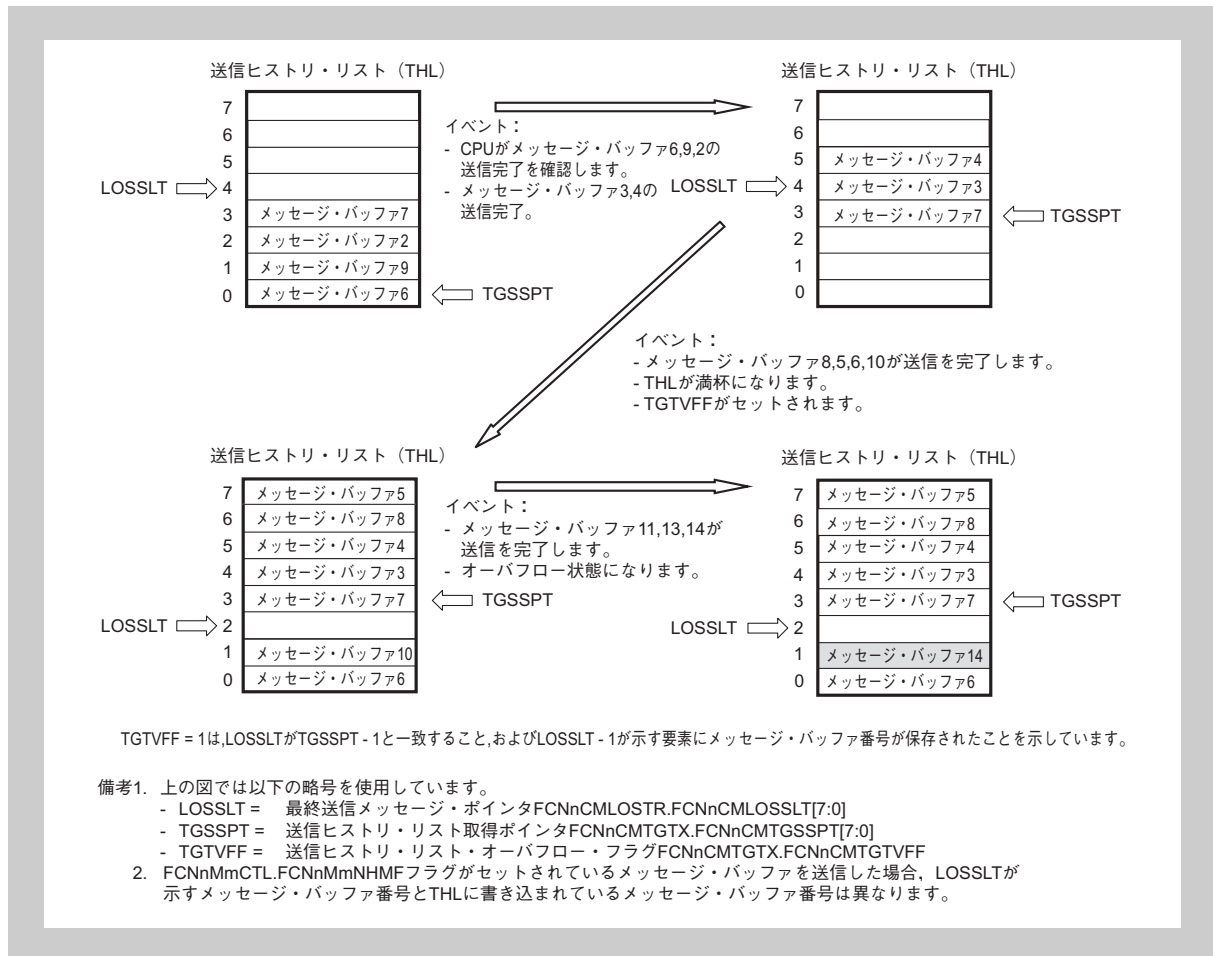 送信ヒストリ・リスト（THL）
7
6
5
LOSSLT 4
3 メッセージ・バッファ7
2 メッセージ・バッファ2
1 メッセージ・バッファ9
0 メッセージ・バッファ6 TGSSPT
イベント：
- CPUがメッセージ・バッファ6,9,2の
送信完了を確認します。
- メッセージ・バッファ3,4の
送信完了。
送信ヒストリ・リスト（THL）
7
6
5 メッセージ・バッファ4
LOSSLT 4 メッセージ・バッファ3
3 メッセージ・バッファ7 TGSSPT
2
1
0
イベント：
- メッセージ・バッファ8,5,6,10が送信を完了します。
- THLが満杯になります。
- TGTVFFがセットされます。
送信ヒストリ・リスト（THL）
7 メッセージ・バッファ5
6 メッセージ・バッファ8
5 メッセージ・バッファ4
4 メッセージ・バッファ3
3 メッセージ・バッファ7 TGSSPT
LOSSLT 2
1 メッセージ・バッファ10
0 メッセージ・バッファ6
イベント：
- メッセージ・バッファ11,13,14が
送信を完了します。
- オーバフロー状態になります。
送信ヒストリ・リスト（THL）
7 メッセージ・バッファ5
6 メッセージ・バッファ8
5 メッセージ・バッファ4
4 メッセージ・バッファ3
3 メッセージ・バッファ7 TGSSPT
LOSSLT 2
1 メッセージ・バッファ14
0 メッセージ・バッファ6
TGTVFF = 1は,LOSSLTがTGSSPT - 1と一致すること,およびLOSSLT - 1が示す要素にメッセージ・バッファ番号が保存されたことを示しています。
備考1. 上の図では以下の略号を使用しています。
- LOSSLT = 最終送信メッセージ・ポインタFCNnCMLOSTR.FCNnCMLOSSLT[7:0]
- TGSSPT = 送信ヒストリ・リスト取得ポインタFCNnCMTGTX.FCNnCMTGSSPT[7:0]
- TGTVFF = 送信ヒストリ・リスト・オーバフロー・フラグFCNnCMTGTX.FCNnCMTGTVFF
2. FCNnMmCTL.FCNnMmNHMFフラグがセットされているメッセージ・バッファを送信した場合，LOSSLTが
示すメッセージ・バッファ番号とTHLに書き込まれているメッセージ・バッファ番号は異なります。